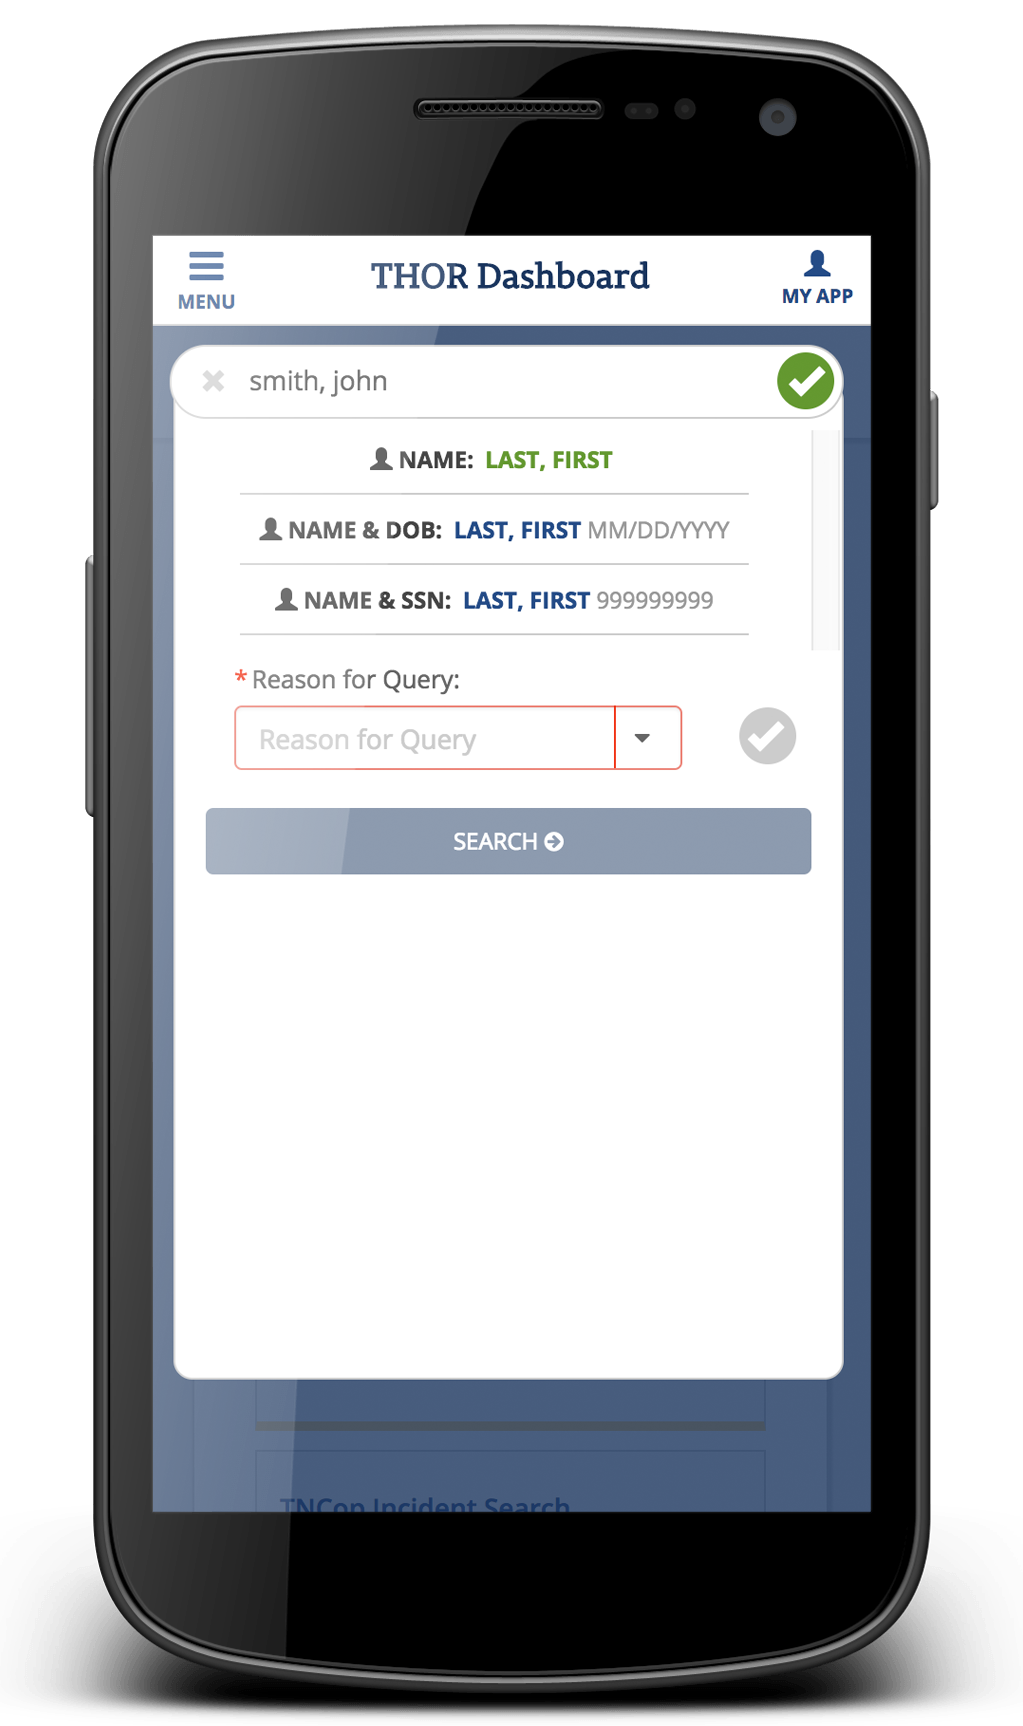 THOR Dashboard
MENU
MY APP
smith, john
NAME: LAST, FIRST
NAME & DOB: LAST, FIRST MM/DD/YYYY
NAME & SSN: LAST, FIRST 999999999
* Reason for Query:
Reason for Query
SEARCH
TNCop Incident Search